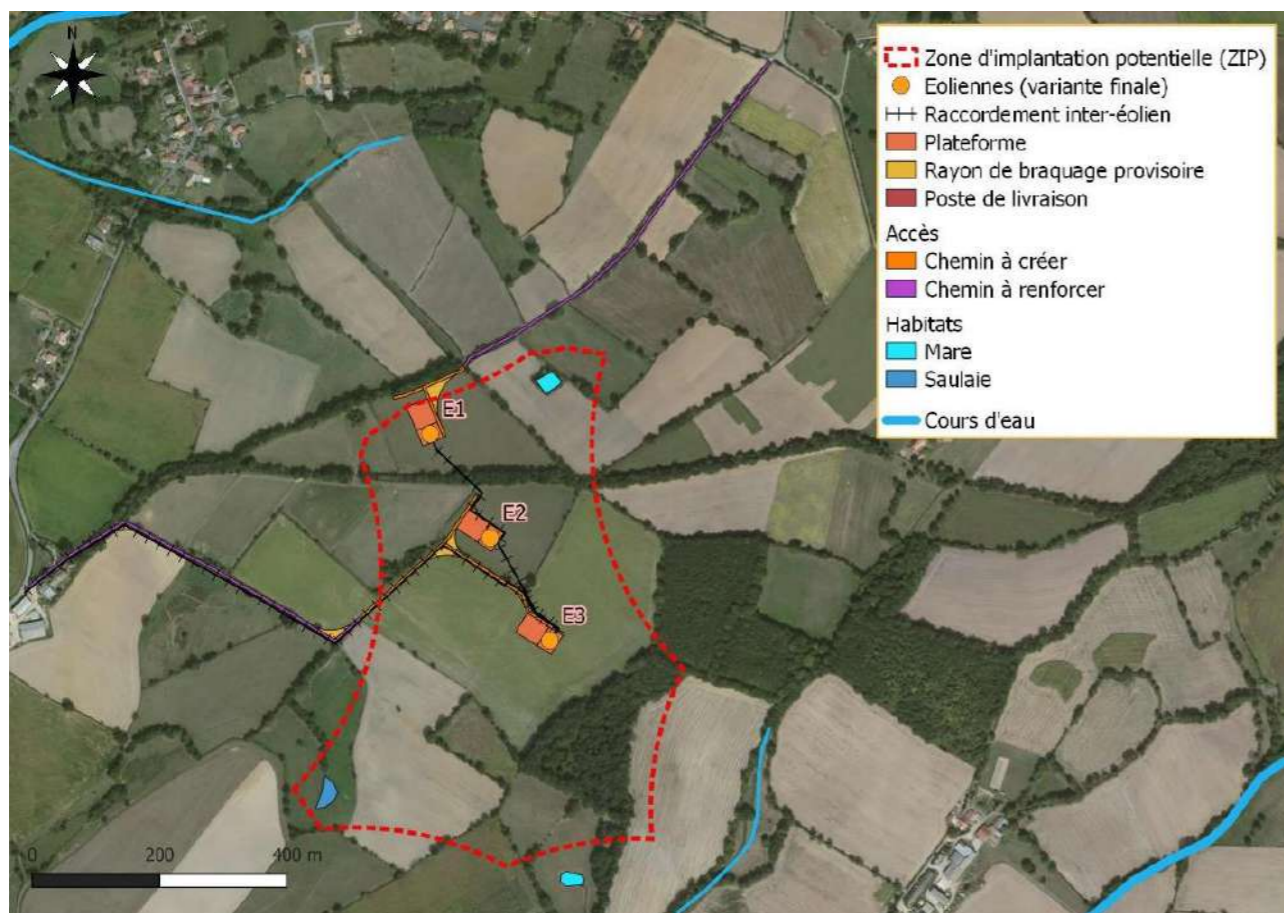 N
Zone d'implantation potentielle (ZIP)
Eoliennes (variante finale)
Raccordement inter-éolien
Plateforme
Rayon de braquage provisoire
Poste de livraison
Accès
Chemin à créer
Chemin à renforcer
Habitats
Mare
Saulaie
Cours d'eau
E1
E2
E3
0 200 400 m